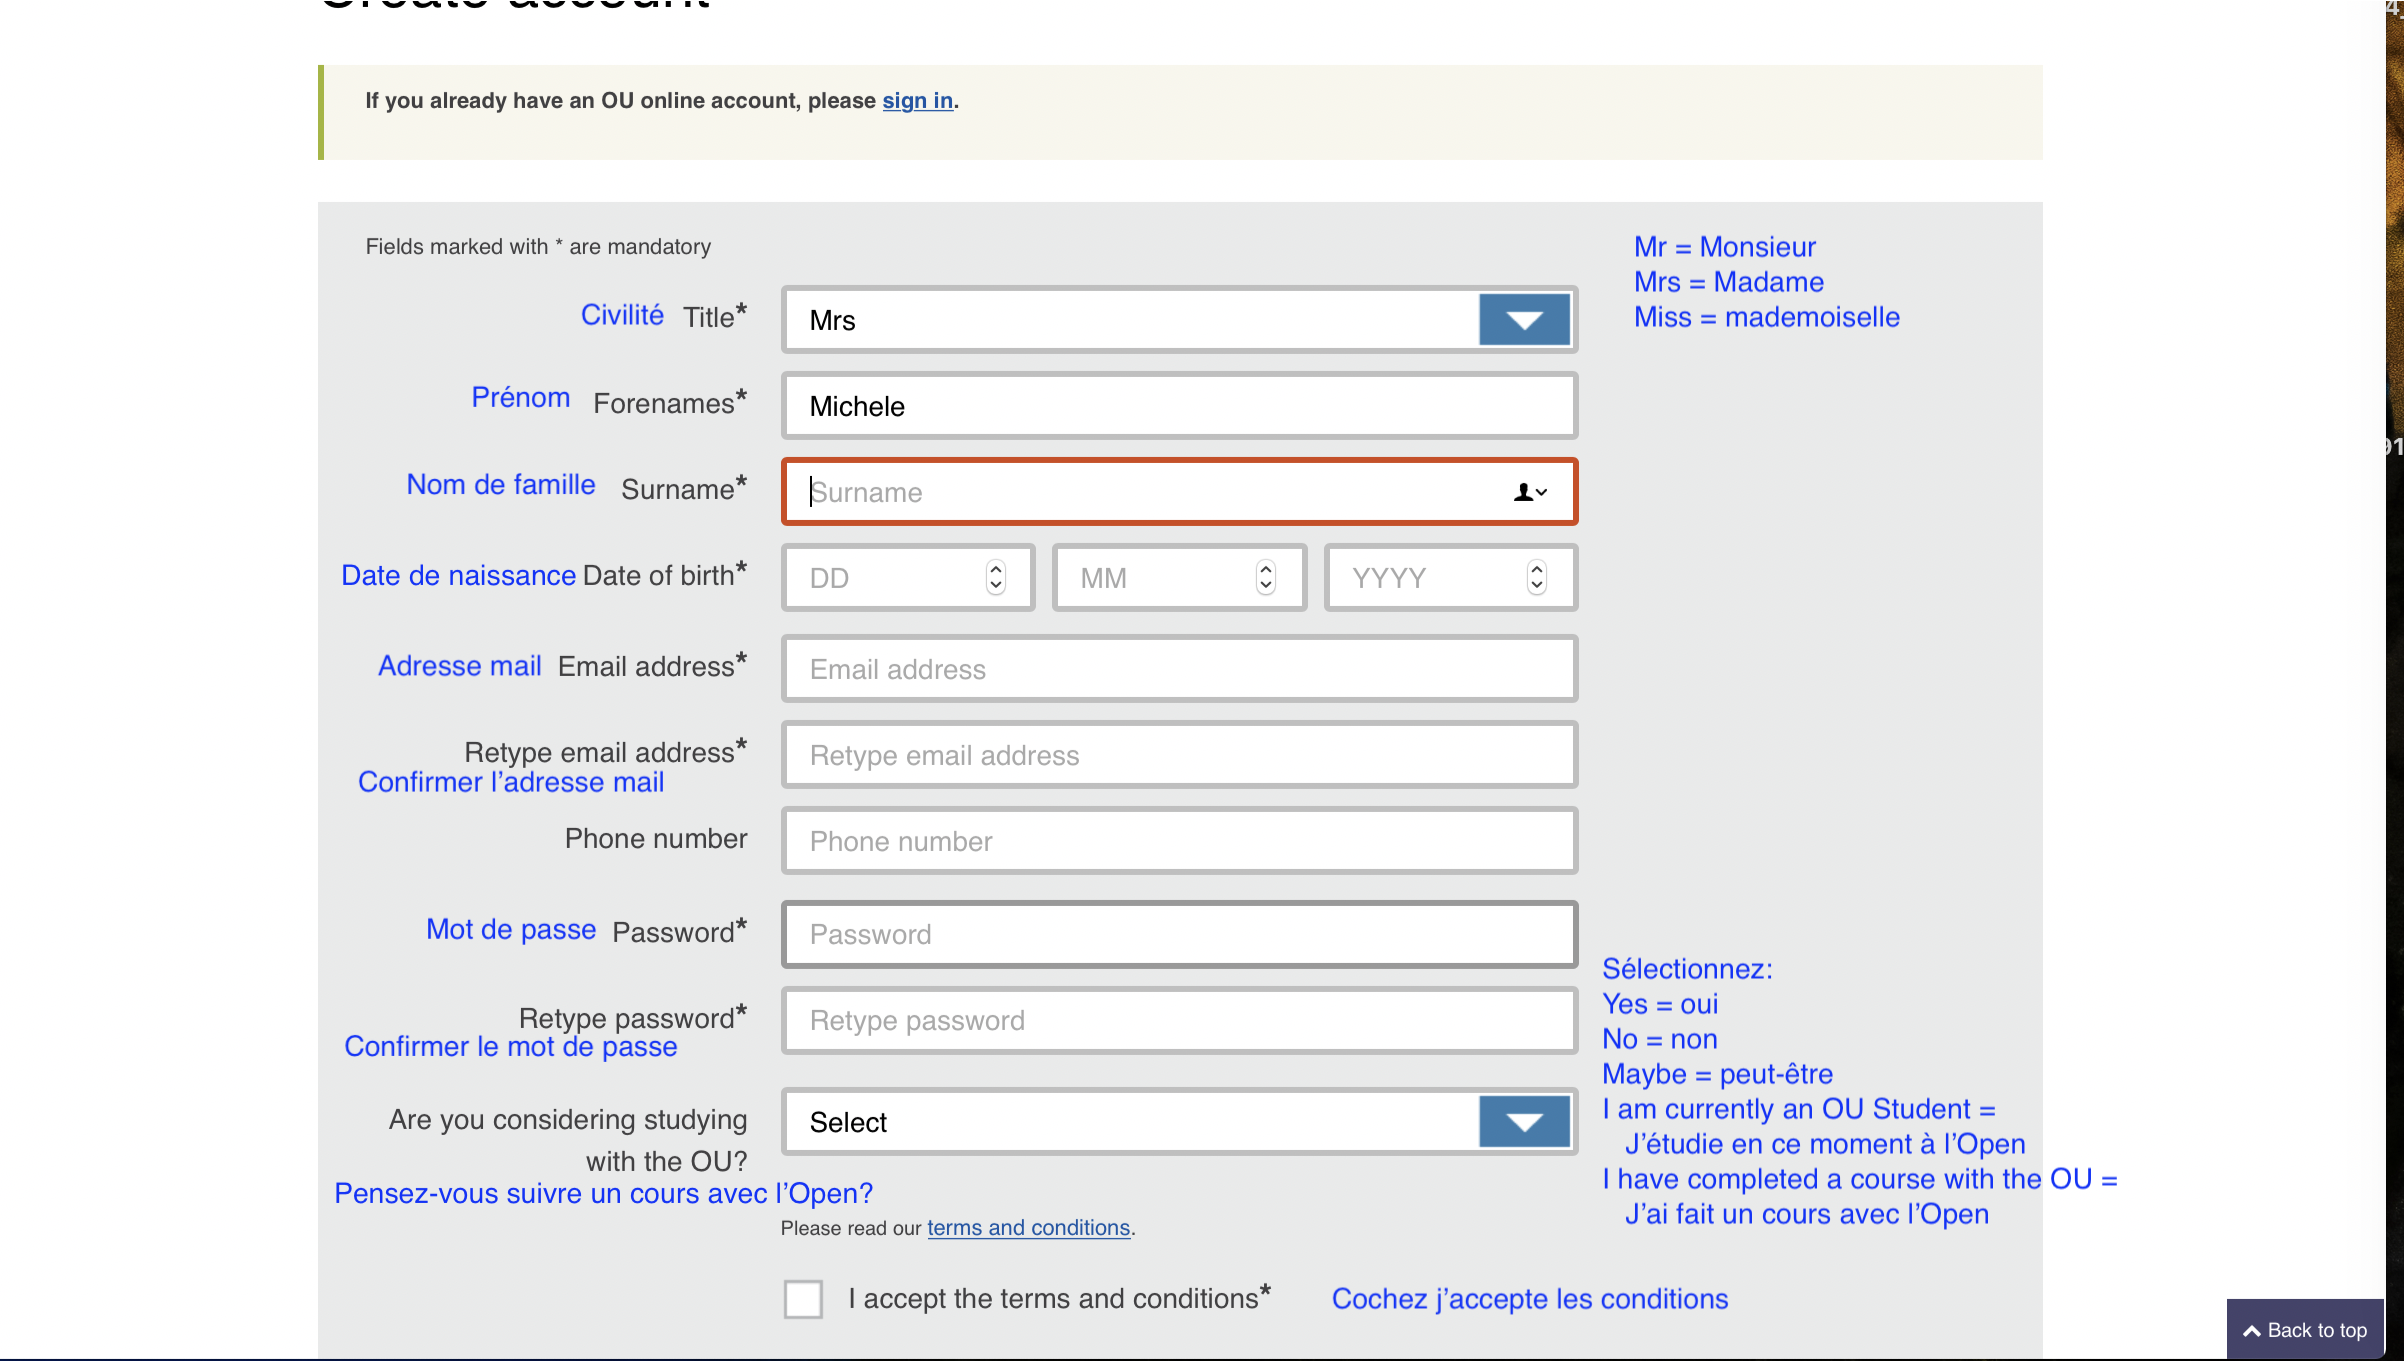 Create account
If you already have an OU online account, please sign in.
Fields marked with * are mandatory
Mr = Monsieur
Mrs = Madame
Miss = mademoiselle
Civilité Title*
Mrs
Prénom Forenames*
Michele
Nom de famille Surname*
Surname
Date de naissance Date of birth*
DD
MM
YYYY
Adresse mail Email address*
Email address
Retype email address*
Confirmer l’adresse mail
Retype email address
Phone number
Phone number
Mot de passe Password*
Password
Retype password*
Confirmer le mot de passe
Retype password
Are you considering studying
with the OU?
Pensez-vous suivre un cours avec l’Open?
Select
Sélectionnez:
Yes = oui
No = non
Maybe = peut-être
I am currently an OU Student =
J’étudie en ce moment à l’Open
I have completed a course with the OU =
J’ai fait un cours avec l’Open
Please read our terms and conditions.
I accept the terms and conditions*
Cochez j’accepte les conditions
Back to top